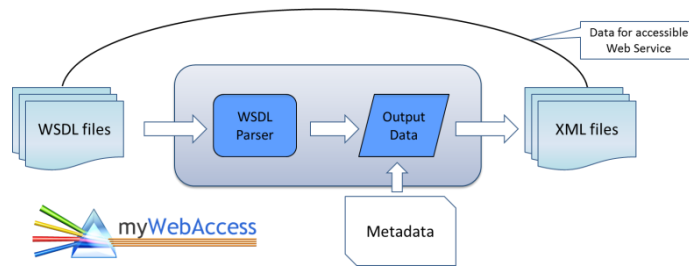 Data for accessible
Web Service
WSDL files
WSDL
Parser
Output
Data
XML files
myWebAccess
Metadata